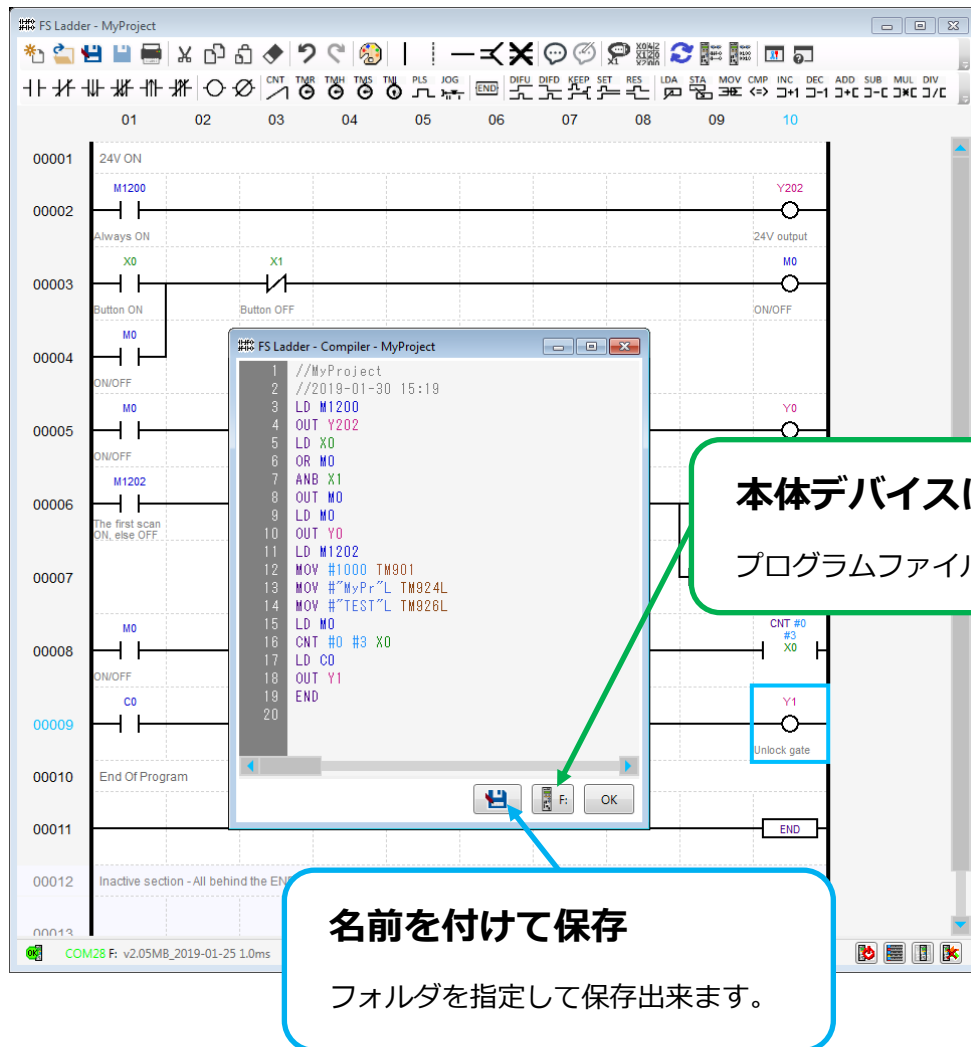 FS Ladder - MyProject
CNT TMR TMH TMS TMI PLS JOG DIFU DIFD KEEP SET RES LDA STA MOV CMP INC DEC ADD SUB MUL DIV
END <=> +1 -1
01 02 03 04 05 06 07 08 09 10
00001 24V ON
M1200 Y202
00002
Always ON 24V output
X0 X1 M0
00003
Button ON Button OFF ON/OFF
M0
00004
ON/OFF
M0 Y0
00005
ON/OFF
M1202
00006
The first scan
ON, else OFF
00007
M0 CNT #0
#3
00008 X0
ON/OFF
C0 Y1
00009
Unlock gate
00010 End Of Program
00011 END
00012 Inactive section - All behind the EN
00013
FS Ladder - Compiler - MyProject
1 //MyProject
2 //2019-01-30 15:19
3 LD M1200
4 OUT Y202
5 LD X0
6 OR M0
7 ANB X1
8 OUT M0
9 LD M0
10 OUT Y0
11 LD M1202
12 MOV #1000 TM901
13 MOV #"MyPr"L TM924L
14 MOV #"TEST"L TM926L
15 LD M0
16 CNT #0 #3 X0
17 LD C0
18 OUT Y1
19 END
20
F: OK
本体デバイスに
プログラムファイル
名前を付けて保存
フォルダを指定して保存出来ます。
OK COM28 F: v2.05MB_2019-01-25 1.0ms